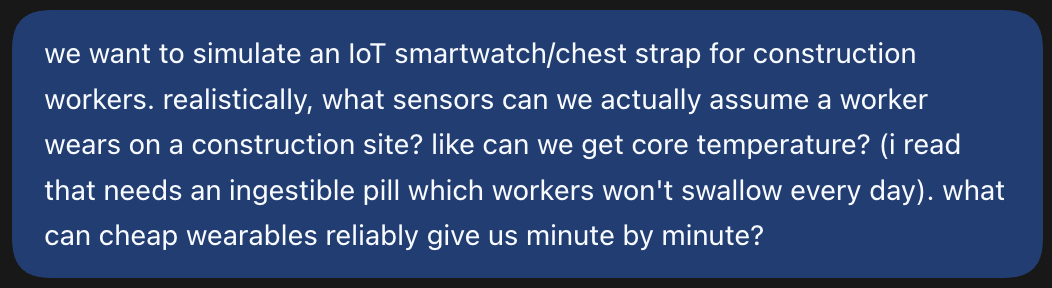 we want to simulate an IoT smartwatch/chest strap for construction
workers. realistically, what sensors can we actually assume a worker
wears on a construction site? like can we get core temperature? (i read
that needs an ingestible pill which workers won't swallow every day). what
can cheap wearables reliably give us minute by minute?